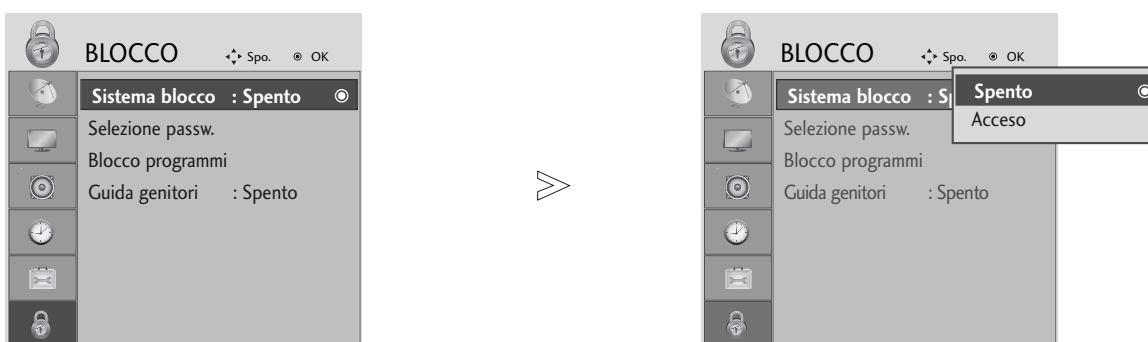 BLOCCO Spo. OK
Sistema blocco : Spento
Selezione passw.
Blocco programmi
Guida genitori : Spento
BLOCCO Spo. OK
Sistema blocco : Sp
Spento
Acceso
Selezione passw.
Blocco programmi
Guida genitori : Spento